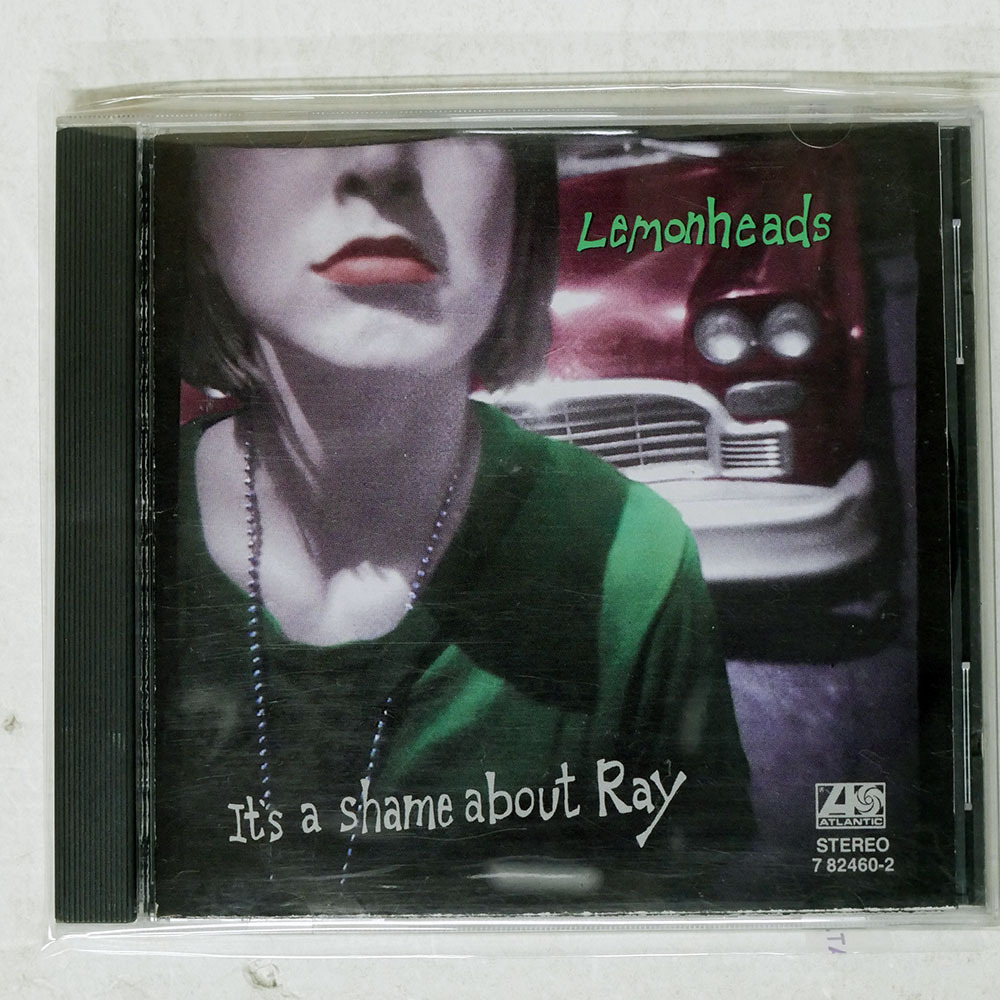 Lemonheads
It's a shame about Ray
ATLANTIC
STEREO
7 82460-2